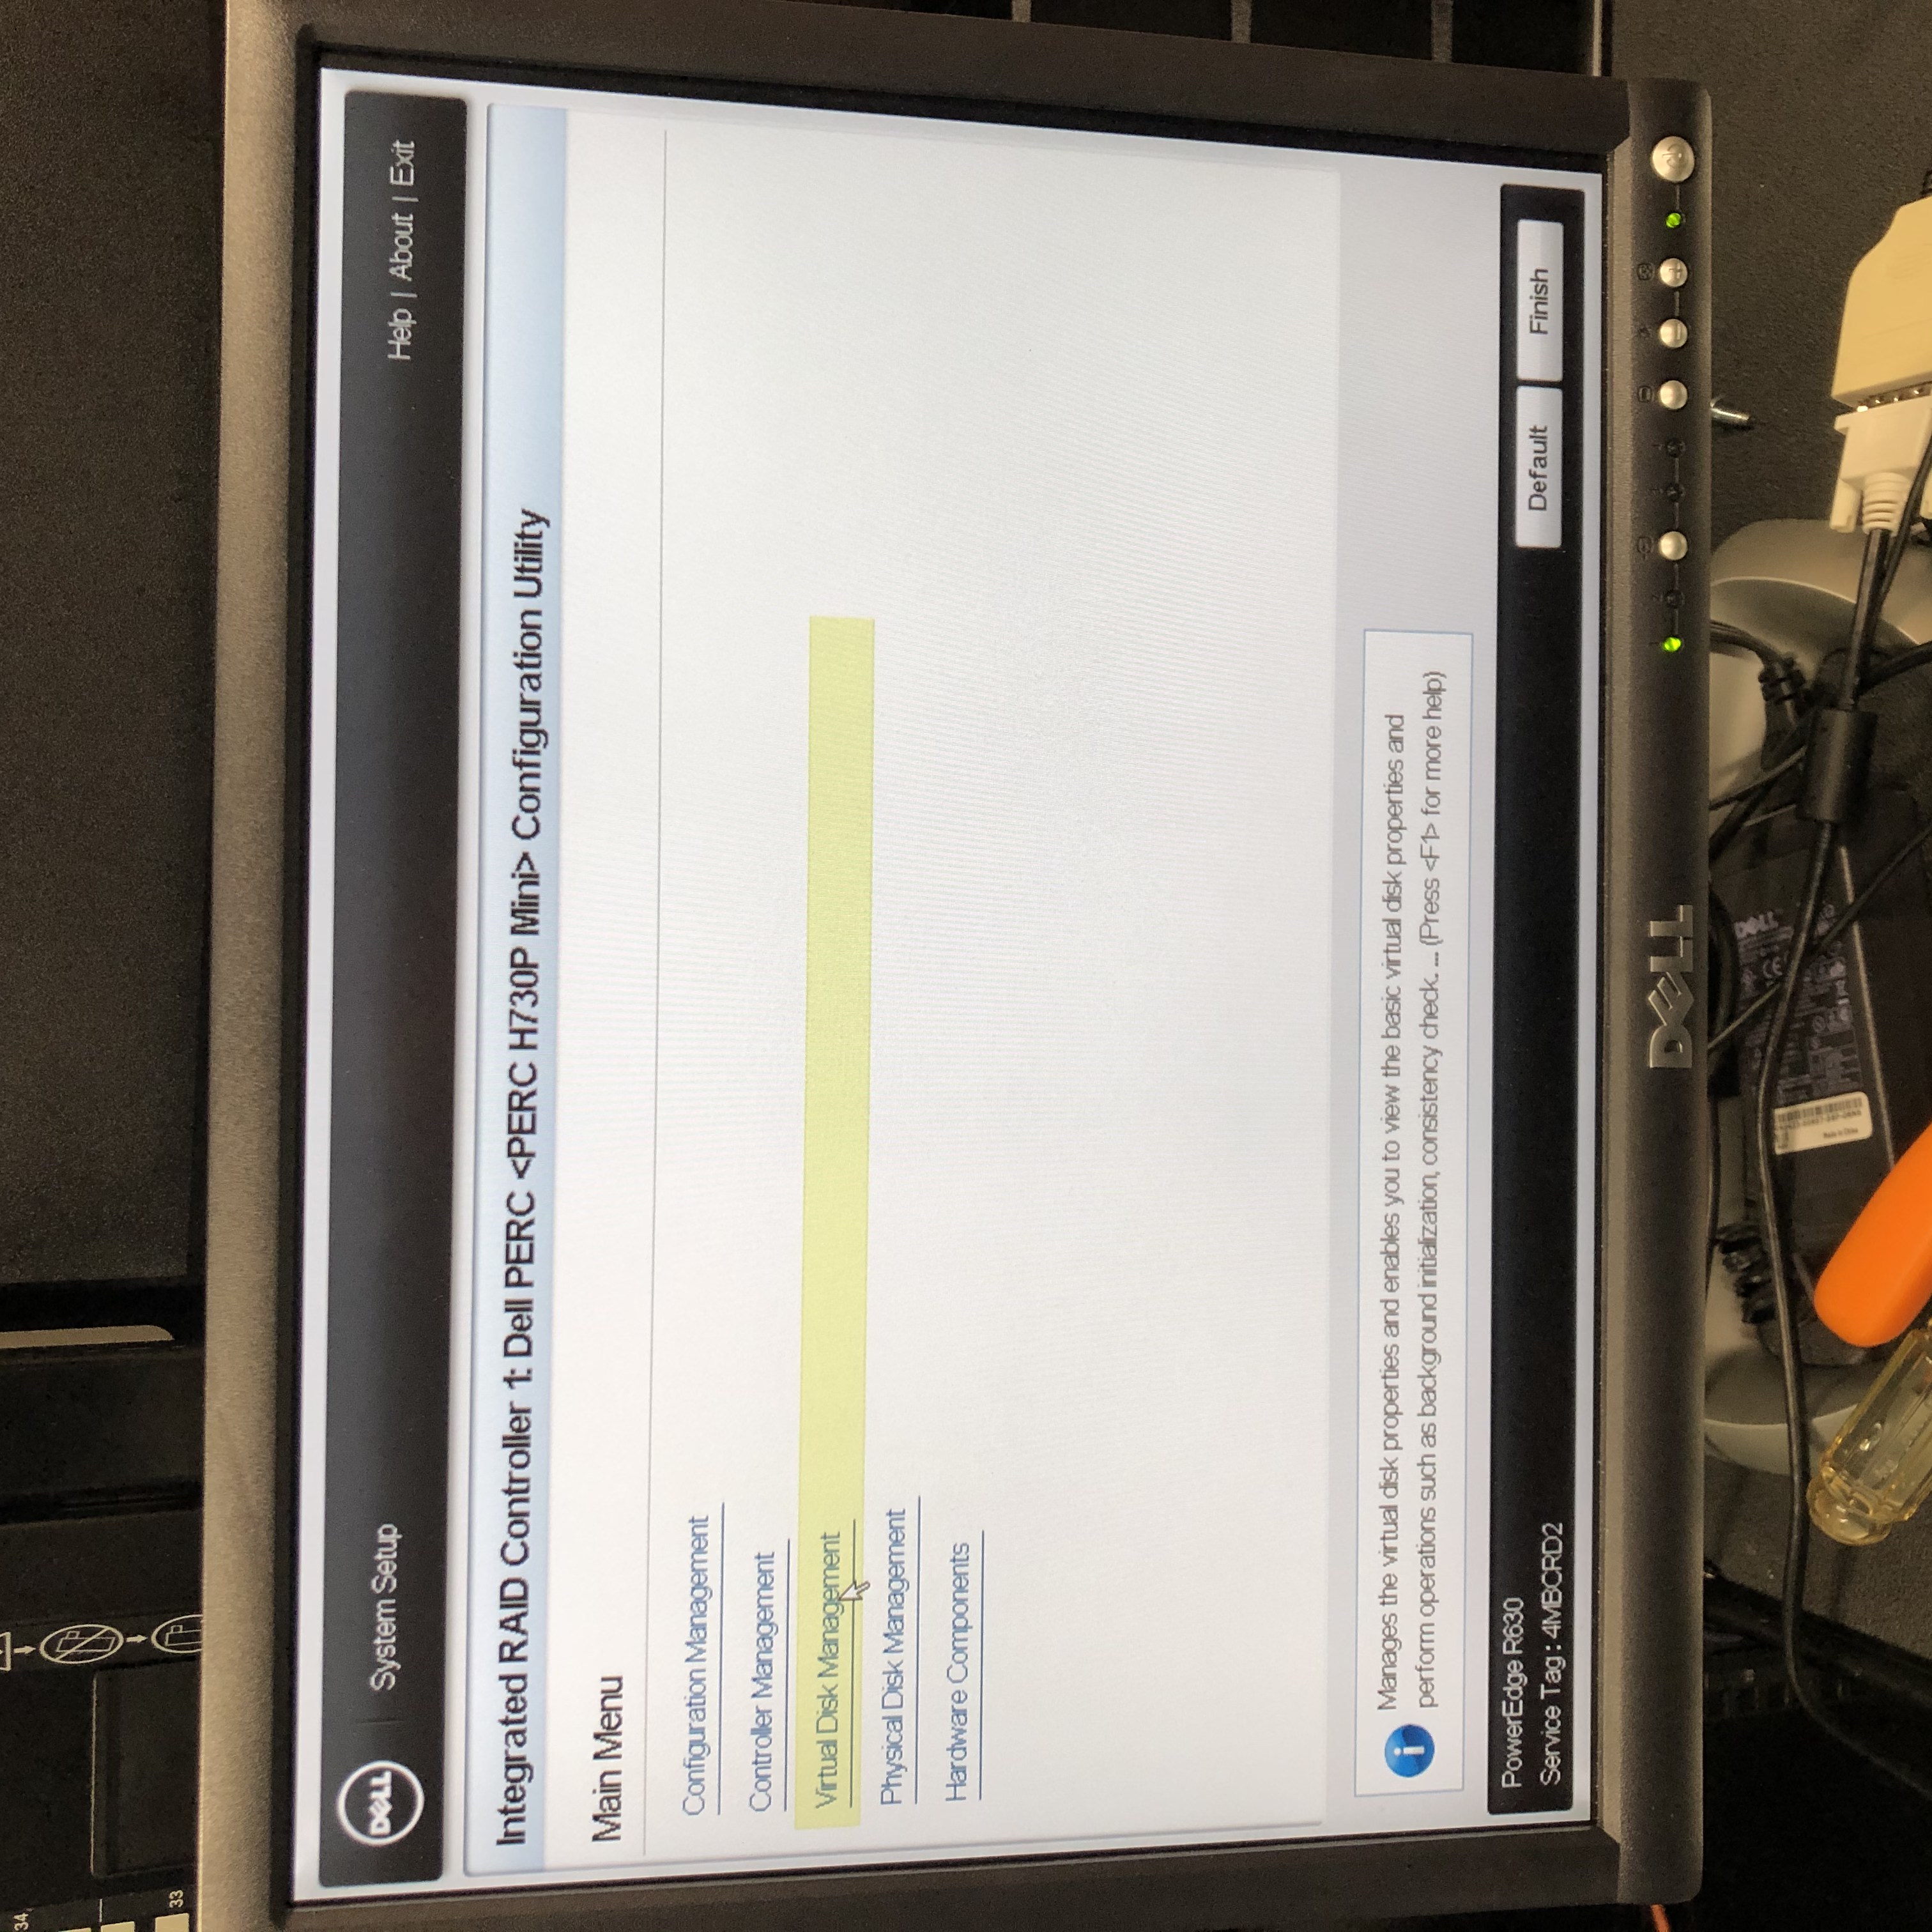 34
33
DELL
System Setup
Help | About | Exit
Integrated RAID Controller 1: Dell PERC <PERC H730P Mini> Configuration Utility
Main Menu
Configuration Management
Controller Management
Virtual Disk Management
Physical Disk Management
Hardware Components
Manages the virtual disk properties and enables you to view the basic virtual disk properties and
perform operations such as background initialization, consistency check. ... (Press <F1> for more help)
PowerEdge R630
Service Tag : 4MBCRD2
Default
Finish
DELL
DELL